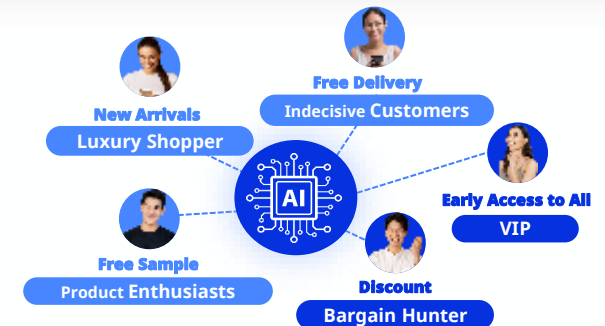 Free Delivery
Indecisive Customers
New Arrivals
Luxury Shopper
AI
Early Access to All
VIP
Free Sample
Product Enthusiasts
Discount
Bargain Hunter